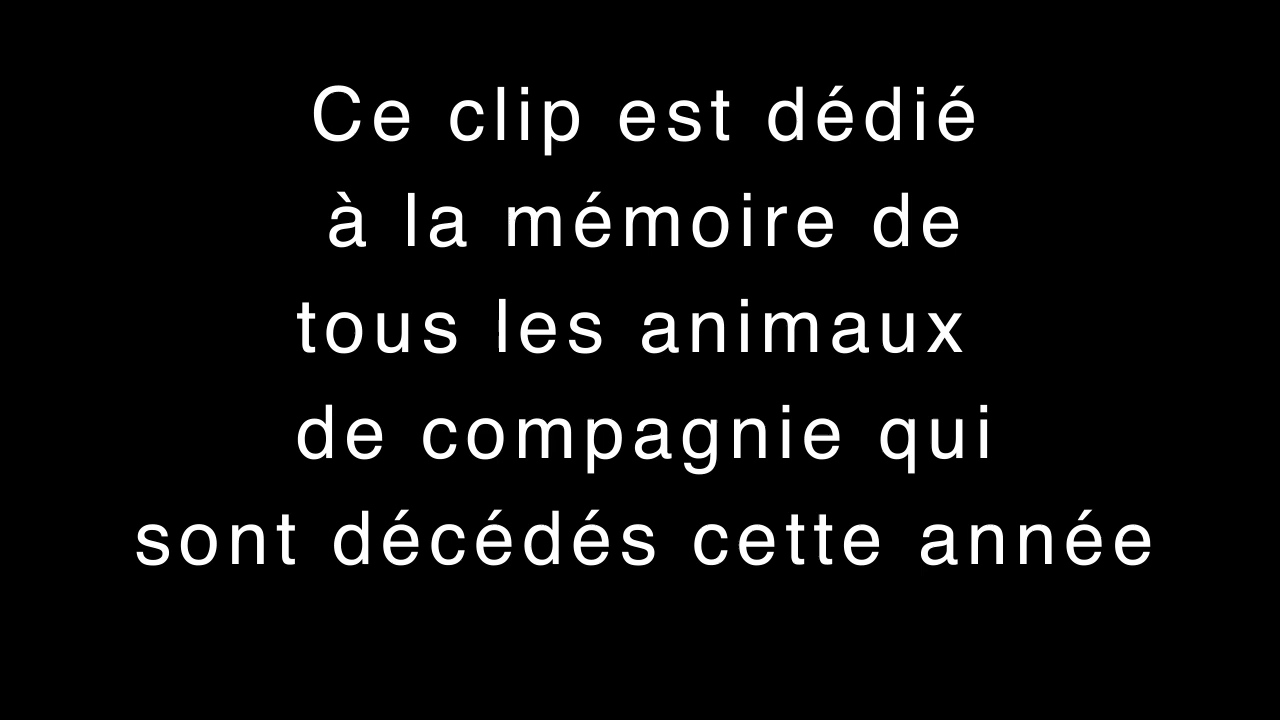 Ce clip est dédié
à la mémoire de
tous les animaux
de compagnie qui
sont décédés cette année